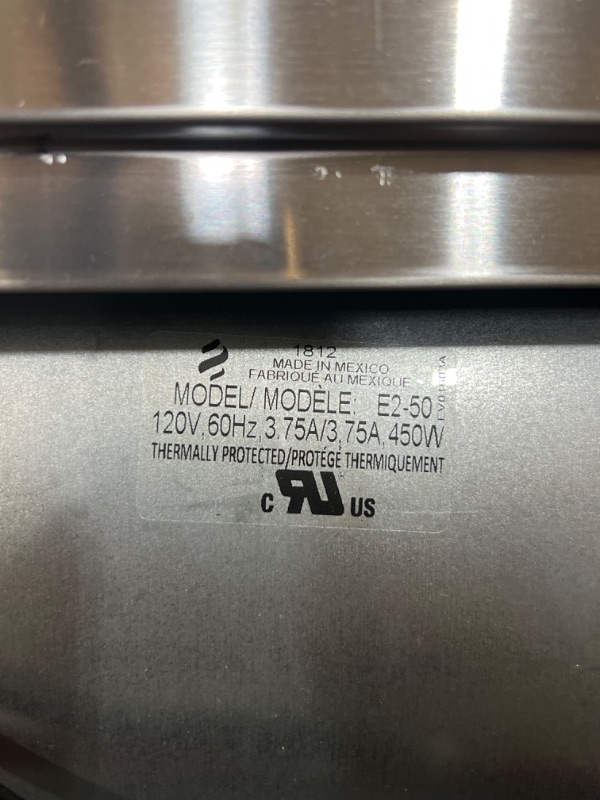 1812
MADE IN MEXICO
FABRIQUÉ AU MEXIQUE
MODEL/ MODÈLE: E2-50
120V, 60Hz, 3.75A/3,75A, 450W
THERMALLY PROTECTED/PROTÉGÉ THERMIQUEMENT
C RU US